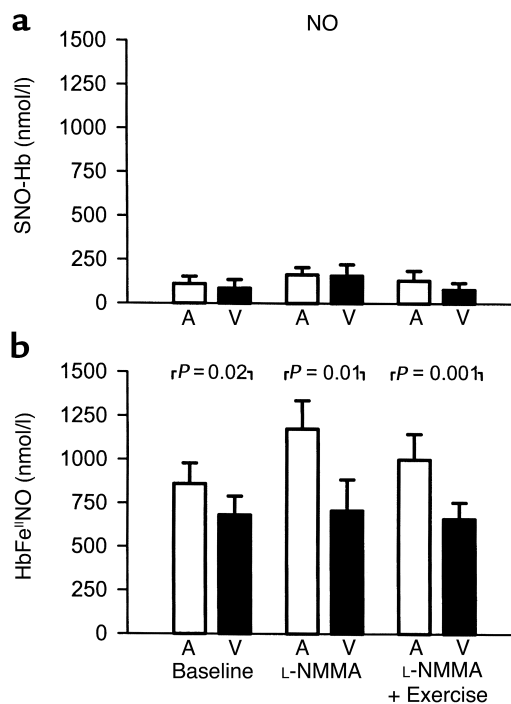 a
NO
SNO-Hb (nmol/l)
1500
1250
1000
750
500
250
0
A V A V A V
b
HbFeᴵᴵNO (nmol/l)
1500
1250
1000
750
500
250
0
P = 0.02 P = 0.01 P = 0.001
A V A V A V
Baseline L-NMMA L-NMMA
+ Exercise